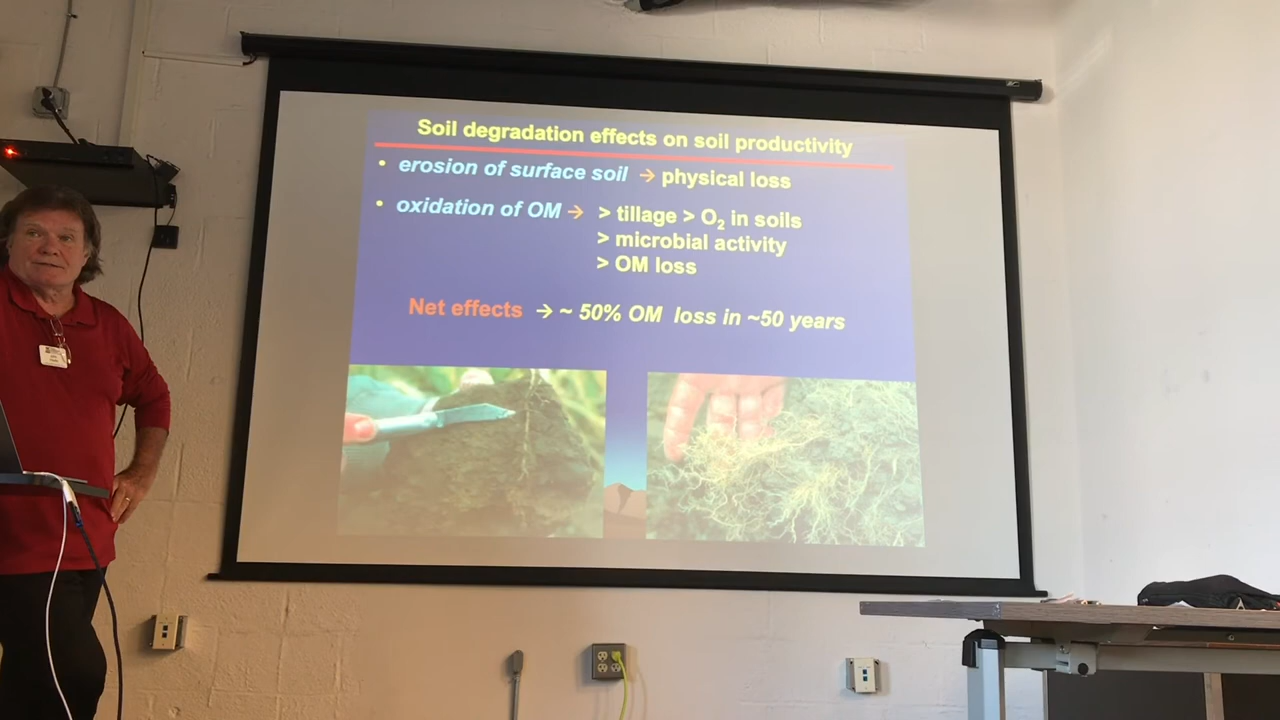 Soil degradation effects on soil productivity
• erosion of surface soil → physical loss
• oxidation of OM → > tillage > O₂ in soils
> microbial activity
> OM loss
Net effects → ~ 50% OM loss in ~50 years